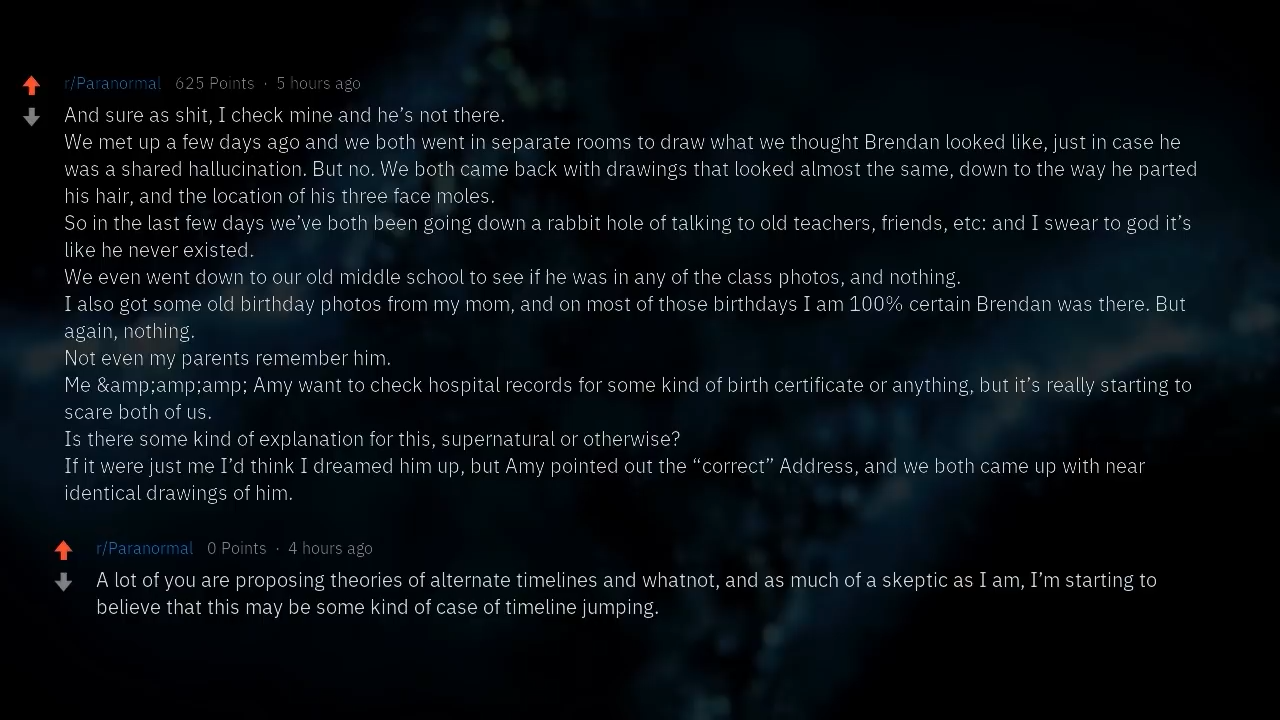 r/Paranormal 625 Points · 5 hours ago
And sure as shit, I check mine and he’s not there.
We met up a few days ago and we both went in separate rooms to draw what we thought Brendan looked like, just in case he
was a shared hallucination. But no. We both came back with drawings that looked almost the same, down to the way he parted
his hair, and the location of his three face moles.
So in the last few days we’ve both been going down a rabbit hole of talking to old teachers, friends, etc: and I swear to god it’s
like he never existed.
We even went down to our old middle school to see if he was in any of the class photos, and nothing.
I also got some old birthday photos from my mom, and on most of those birthdays I am 100% certain Brendan was there. But
again, nothing.
Not even my parents remember him.
Me &amp;amp;amp; Amy want to check hospital records for some kind of birth certificate or anything, but it’s really starting to
scare both of us.
Is there some kind of explanation for this, supernatural or otherwise?
If it were just me I’d think I dreamed him up, but Amy pointed out the “correct” Address, and we both came up with near
identical drawings of him.
r/Paranormal 0 Points · 4 hours ago
A lot of you are proposing theories of alternate timelines and whatnot, and as much of a skeptic as I am, I’m starting to
believe that this may be some kind of case of timeline jumping.